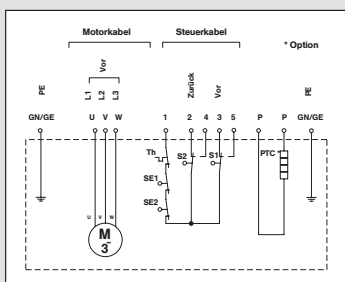 Motorkabel Steuerkabel
* Option
Vor
Zurück Vor
PE L1 L2 L3 PE
GN/GE U V W 1 2 4 3 5 P P GN/GE
Th S2 S1 PTC *
SE1
SE2
u v w
M
3~